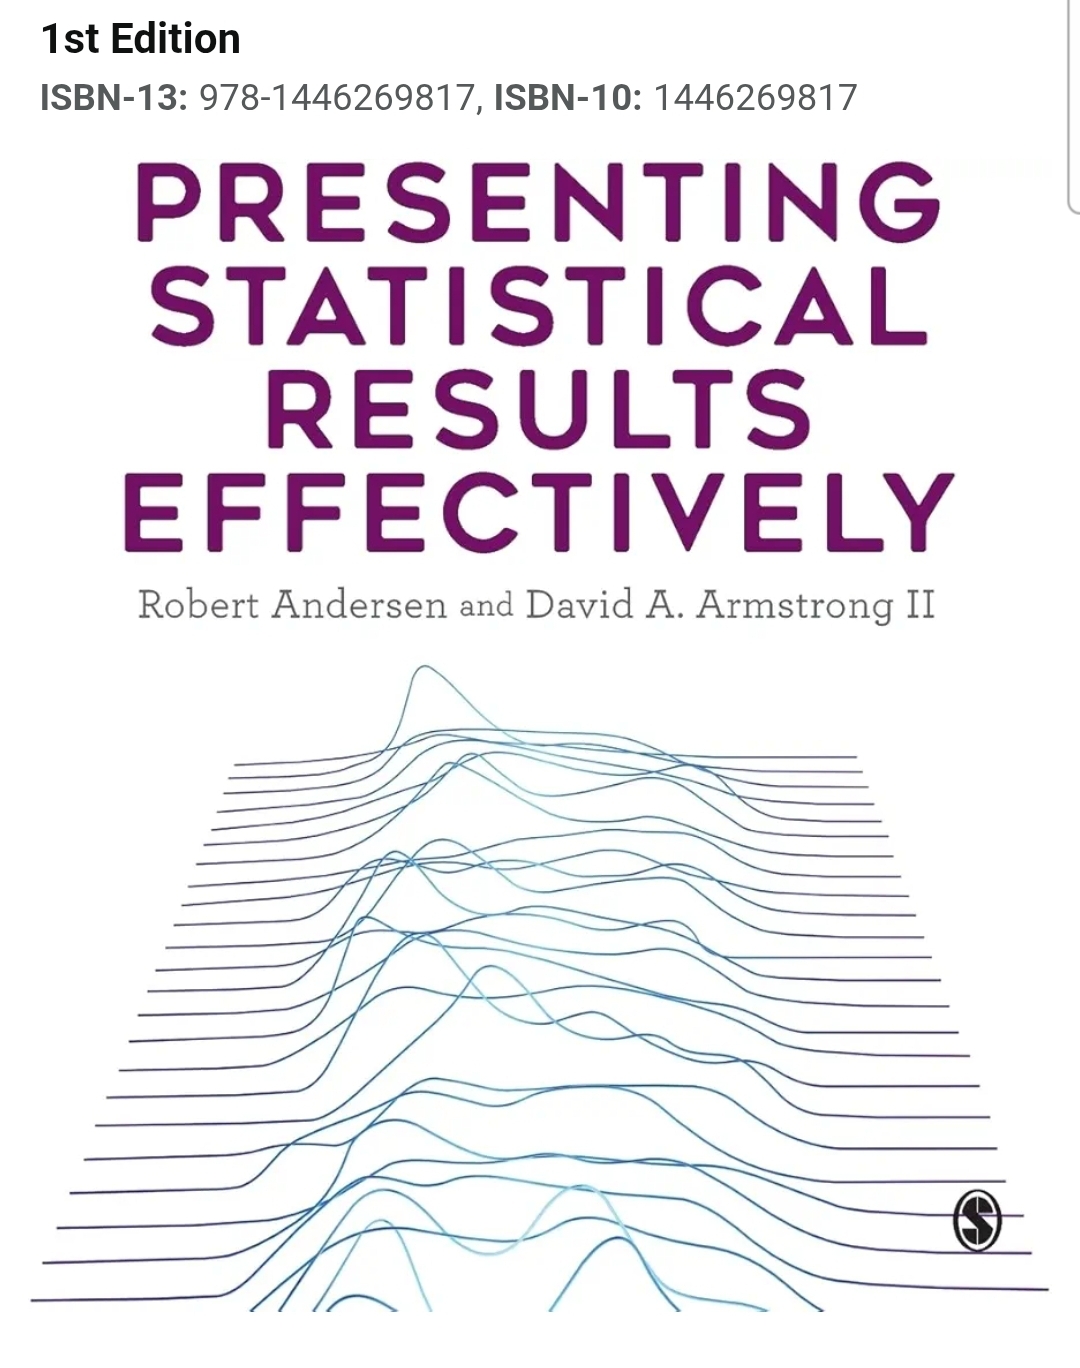 1st Edition
ISBN-13: 978-1446269817, ISBN-10: 1446269817
PRESENTING
STATISTICAL
RESULTS
EFFECTIVELY
Robert Andersen and David A. Armstrong II
S